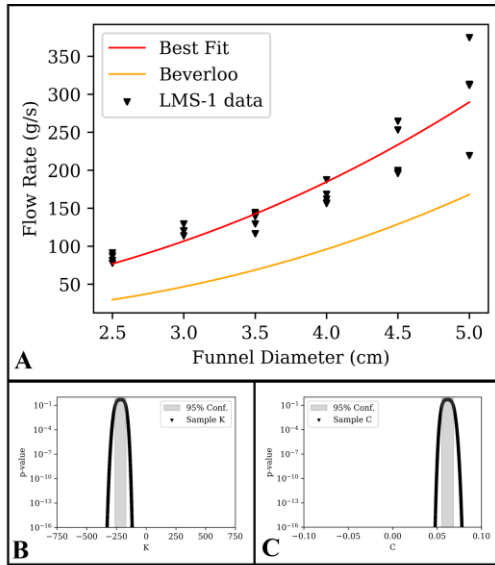 350
300
250
200
150
100
50
Flow Rate (g/s)
Best Fit
Beverloo
LMS-1 data
2.5 3.0 3.5 4.0 4.5 5.0
Funnel Diameter (cm)
A
10⁻¹
10⁻⁴
10⁻⁷
10⁻¹⁰
10⁻¹³
10⁻¹⁶
p-value
95% Conf.
Sample K
-750 -500 -250 0 250 500 750
K
B
10⁻¹
10⁻⁴
10⁻⁷
10⁻¹⁰
10⁻¹³
10⁻¹⁶
p-value
95% Conf.
Sample C
-0.10 -0.05 0.00 0.05 0.10
C
C